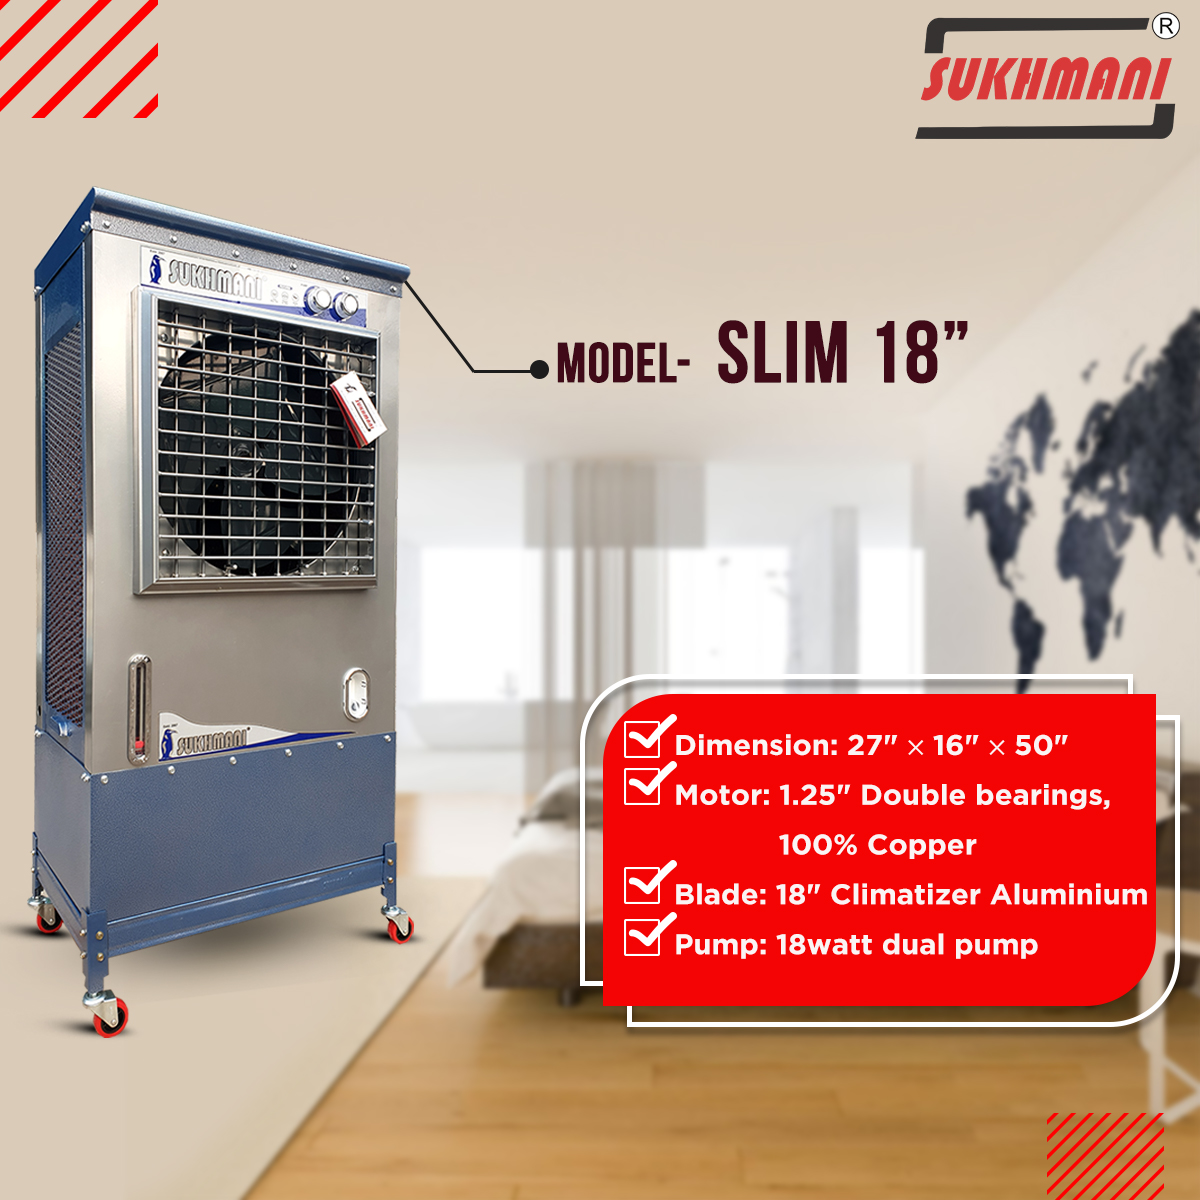 ®
SUKHMANI
SUKHMANI
MODEL- SLIM 18”
SUKHMANI
SUKHMANI
Dimension: 27" × 16" × 50"
Motor: 1.25" Double bearings,
100% Copper
Blade: 18" Climatizer Aluminium
Pump: 18watt dual pump